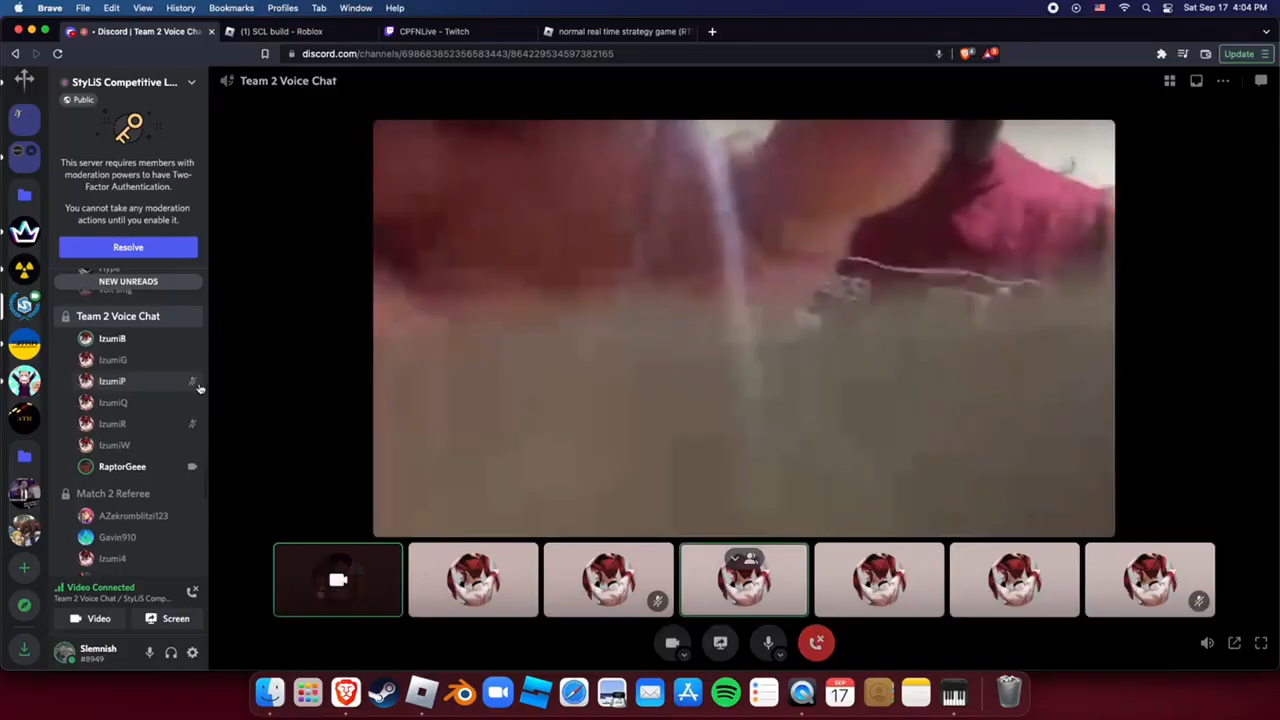 Brave File Edit View History Bookmarks Profiles Tab Window Help Sat Sep 17 4:04 PM
Discord | Team 2 Voice Cha (1) SCL build - Roblox CPFNLive - Twitch normal real time strategy game (RT
discord.com/channels/698683852356583443/864229534597382165 Update
StyLiS Competitive L... Team 2 Voice Chat
Public
This server requires members with
moderation powers to have Two-
Factor Authentication.
You cannot take any moderation
actions until you enable it.
Resolve
NEW UNREADS
Team 2 Voice Chat
IzumiB
IzumiG
IzumiP
IzumiQ
IzumiR
IzumiW
RaptorGeee
Match 2 Referee
AZekromblitzi123
Gavin910
Izumi4
Video Connected
Team 2 Voice Chat / StyLiS Comp...
Video Screen
Slemnish
#8949
SEP
17